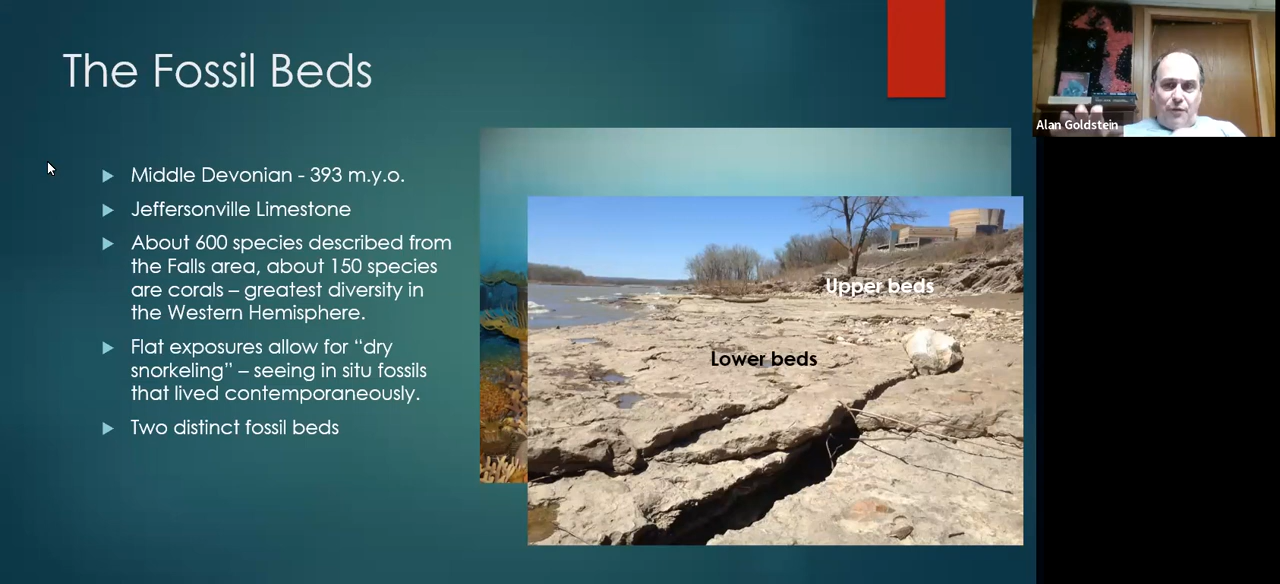 The Fossil Beds
Middle Devonian - 393 m.y.o.
Jeffersonville Limestone
About 600 species described from
the Falls area, about 150 species
are corals – greatest diversity in
the Western Hemisphere.
Flat exposures allow for “dry
snorkeling” – seeing in situ fossils
that lived contemporaneously.
Two distinct fossil beds
Upper beds
Lower beds
Alan Goldstein